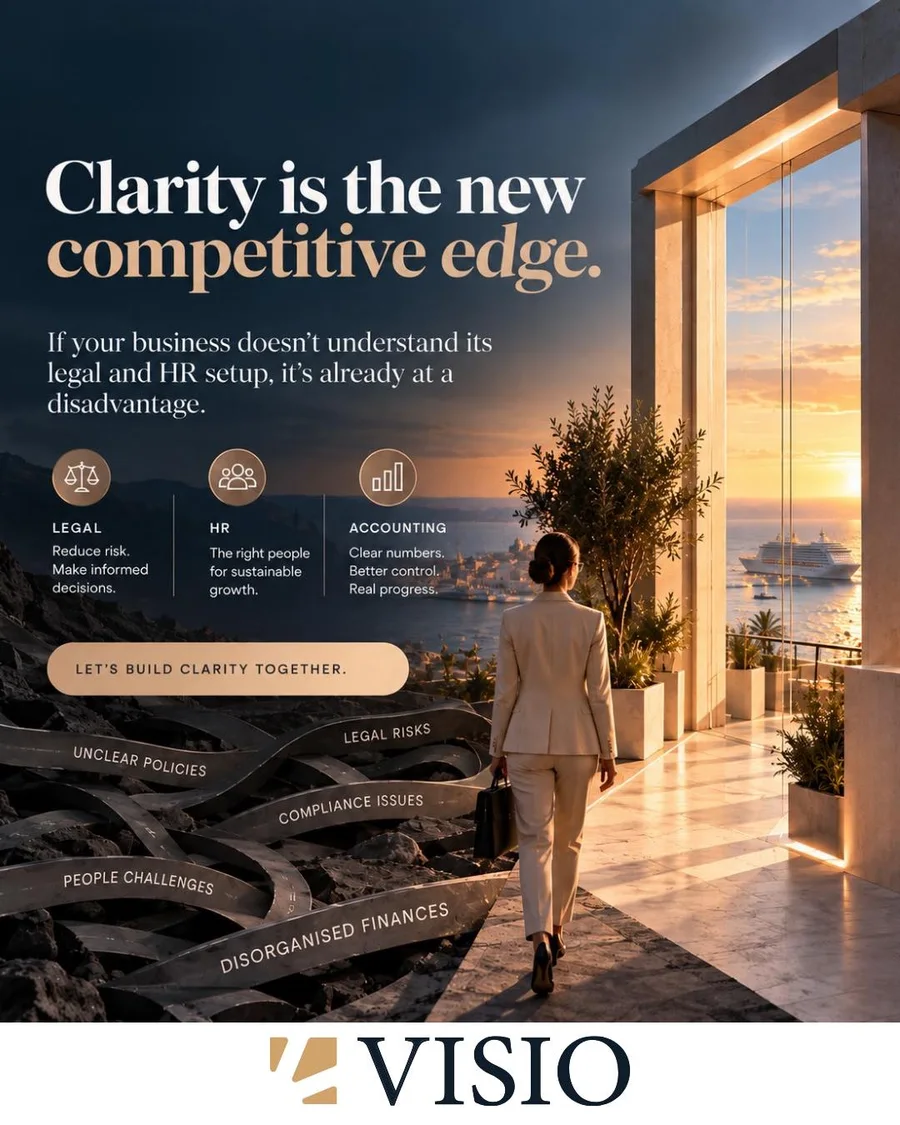 Clarity is the new
competitive edge.
If your business doesn't understand its
legal and HR setup, it's already at a
disadvantage.
LEGAL
Reduce risk.
Make informed
decisions.
HR
The right people
for sustainable
growth.
ACCOUNTING
Clear numbers.
Better control.
Real progress.
LET'S BUILD CLARITY TOGETHER.
UNCLEAR POLICIES
LEGAL RISKS
COMPLIANCE ISSUES
PEOPLE CHALLENGES
DISORGANISED FINANCES
VISIO